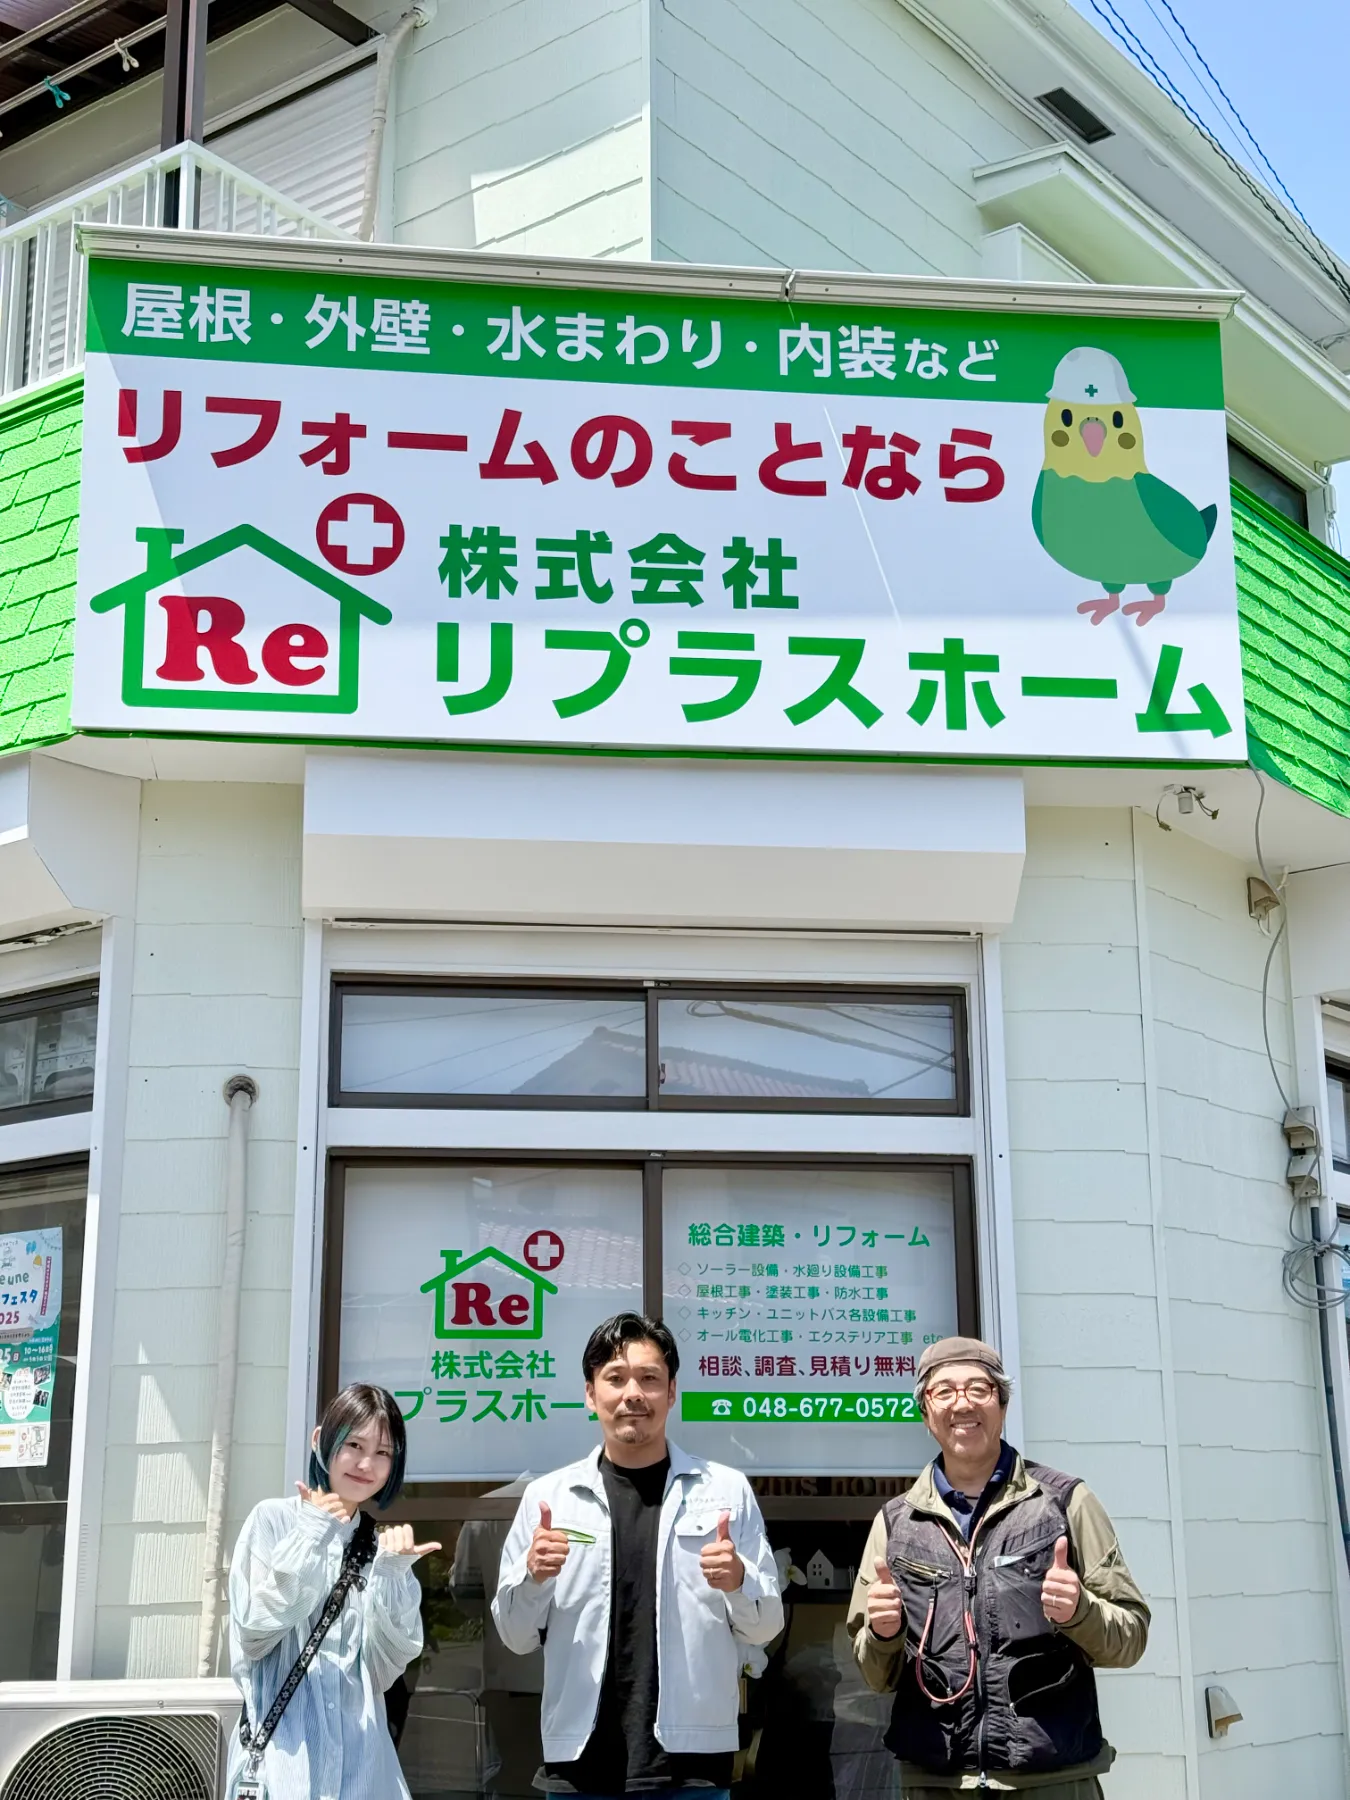 屋根・外壁・水まわり・内装など
リフォームのことなら
Re
株式会社
リプラスホーム
Re
株式会社
プラスホー
総合建築・リフォーム
◇ ソーラー設備・水廻り設備工事
◇ 屋根工事・塗装工事・防水工事
◇ キッチン・ユニットバス各設備工事
◇ オール電化工事・エクステリア工事 etc
相談、調査、見積り無料
☎ 048-677-0572
une
フェスタ
025